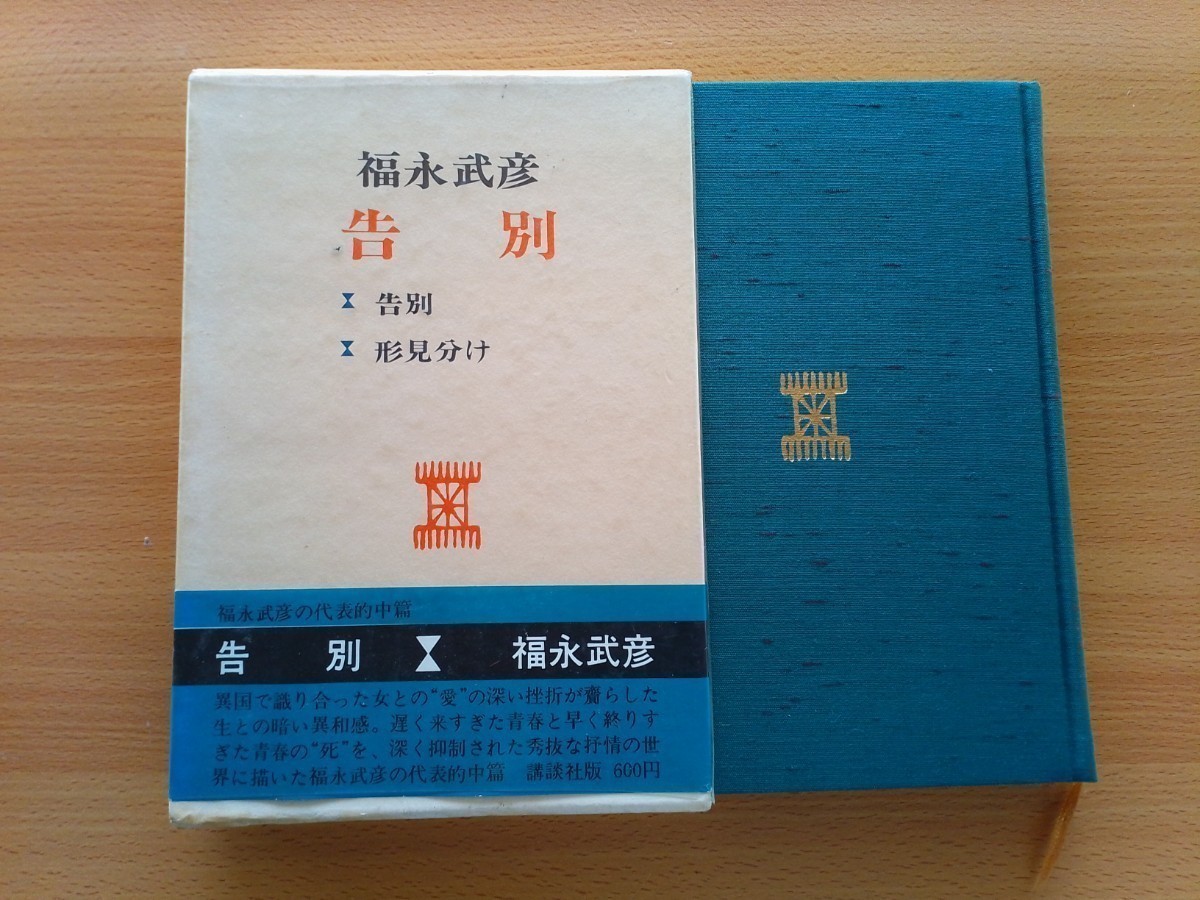 福永武彦
告別
告別
形見分け
福永武彦の代表的中篇
告別 福永武彦
異国で識り合った女との“愛”の深い挫折が齎らした
生との暗い異和感。遅く来すぎた青春と早く終りす
ぎた青春の“死”を、深く抑制された秀抜な抒情の世
界に描いた福永武彦の代表的中篇 講談社版 600円